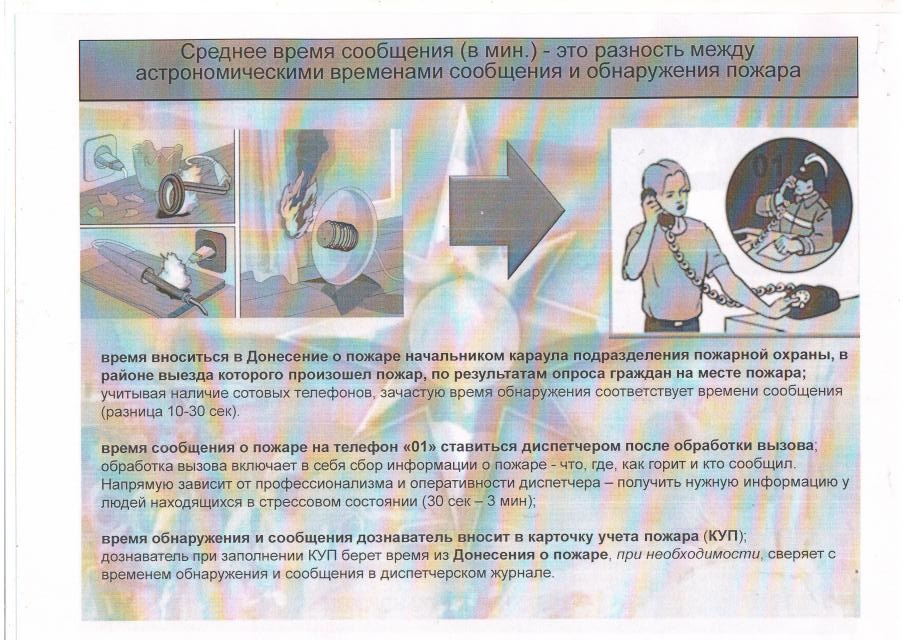 Среднее время сообщения (в мин.) - это разность между
астрономическими временами сообщения и обнаружения пожара
01
время вноситься в Донесение о пожаре начальником караула подразделения пожарной охраны, в
районе выезда которого произошел пожар, по результатам опроса граждан на месте пожара;
учитывая наличие сотовых телефонов, зачастую время обнаружения соответствует времени сообщения
(разница 10-30 сек).
время сообщения о пожаре на телефон «01» ставиться диспетчером после обработки вызова;
обработка вызова включает в себя сбор информации о пожаре - что, где, как горит и кто сообщил.
Напрямую зависит от профессионализма и оперативности диспетчера – получить нужную информацию у
людей находящихся в стрессовом состоянии (30 сек – 3 мин);
время обнаружения и сообщения дознаватель вносит в карточку учета пожара (КУП);
дознаватель при заполнении КУП берет время из Донесения о пожаре, при необходимости, сверяет с
временем обнаружения и сообщения в диспетчерском журнале.